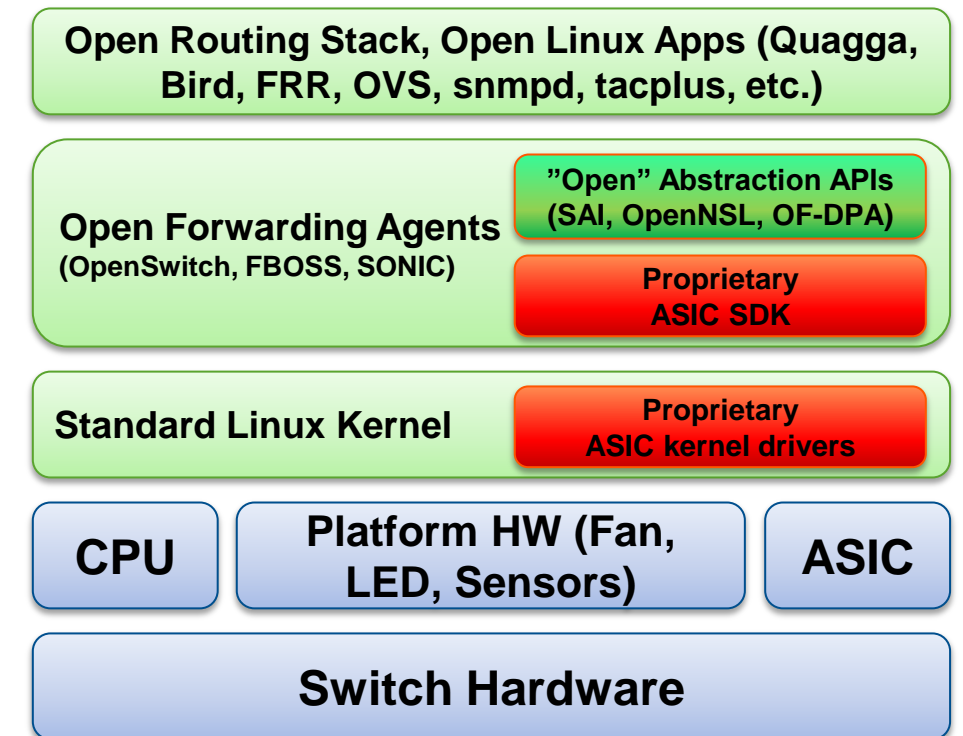 Open Routing Stack, Open Linux Apps (Quagga,
Bird, FRR, OVS, snmpd, tacplus, etc.)
Open Forwarding Agents
(OpenSwitch, FBOSS, SONIC)
”Open” Abstraction APIs
(SAI, OpenNSL, OF-DPA)
Proprietary
ASIC SDK
Standard Linux Kernel
Proprietary
ASIC kernel drivers
CPU
Platform HW (Fan,
LED, Sensors)
ASIC
Switch Hardware